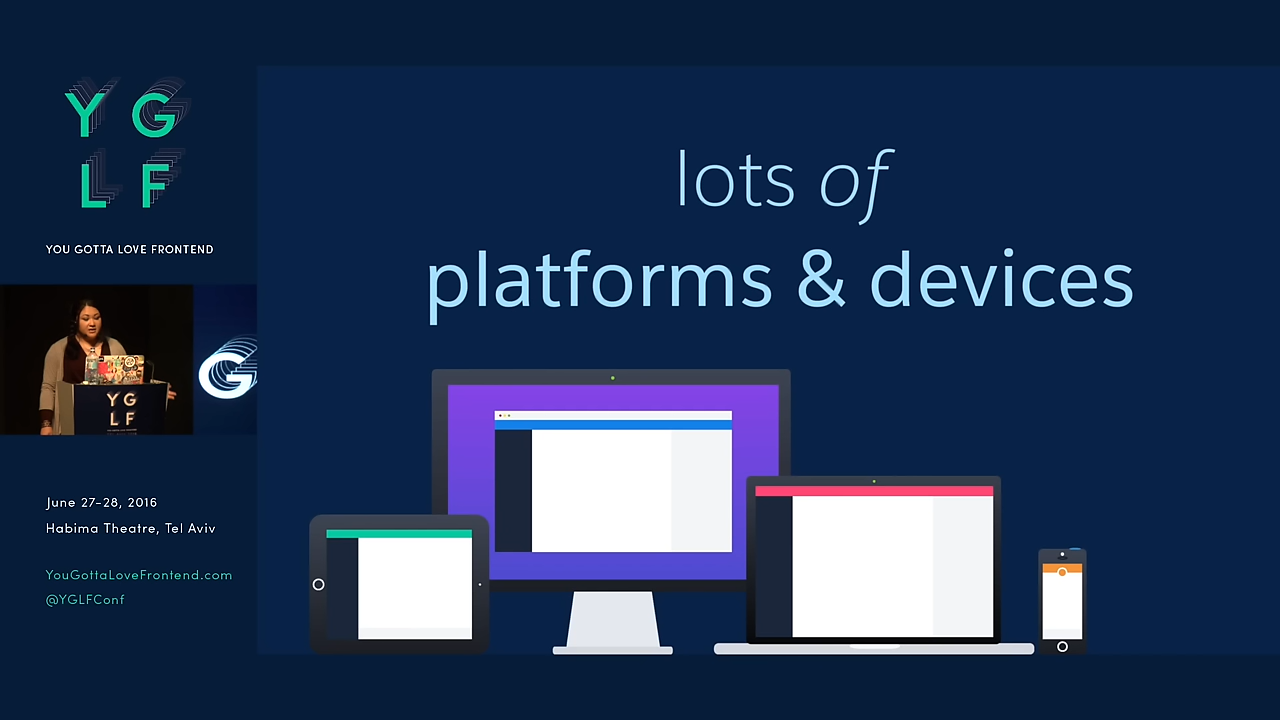 Y G
L F
YOU GOTTA LOVE FRONTEND
G
Y G
L F
June 27-28, 2016
Habima Theatre, Tel Aviv
YouGottaLoveFrontend.com
@YGLFConf
lots of
platforms & devices